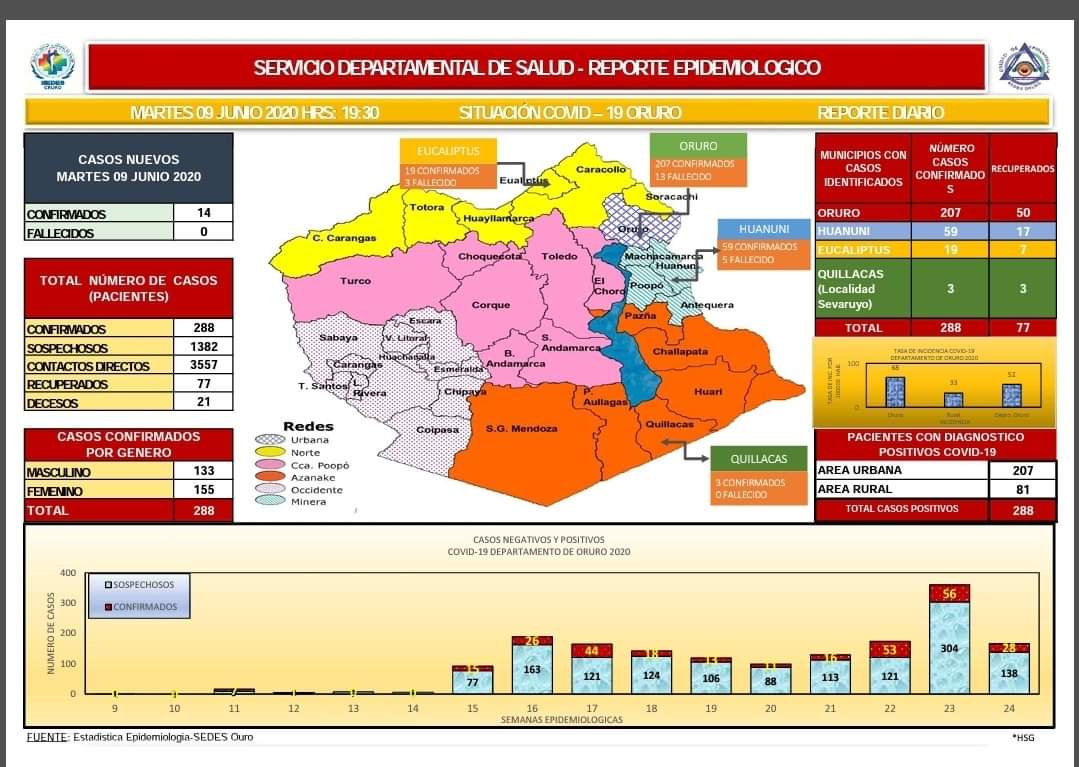 SERVICIO DEPARTAMENTAL DE SALUD - REPORTE EPIDEMIOLOGICO
SEDES
ORURO
MARTES 09 JUNIO 2020 HRS: 19:30 SITUACIÓN COVID – 19 ORURO REPORTE DIARIO
CASOS NUEVOS
MARTES 09 JUNIO 2020
CONFIRMADOS 14
FALLECIDOS 0
TOTAL NÚMERO DE CASOS
(PACIENTES)
CONFIRMADOS 288
SOSPECHOSOS 1382
CONTACTOS DIRECTOS 3557
RECUPERADOS 77
DECESOS 21
CASOS CONFIRMADOS
POR GENERO
MASCULINO 133
FEMENINO 155
TOTAL 288
EUCALIPTUS
19 CONFIRMADOS
3 FALLECIDO
ORURO
207 CONFIRMADOS
13 FALLECIDO
HUANUNI
59 CONFIRMADOS
5 FALLECIDO
QUILLACAS
3 CONFIRMADOS
0 FALLECIDO
Caracollo
Eucaliptus
Soracachi
Totora
Huayllamarca
Oruro
C. Carangas
Choquecota
Toledo
Machacamarca
Huanuni
Turco
El
Choro
Poopó
Corque
Antequera
Pazña
Escara
Sabaya
V. Litoral
S.
Andamarca
Challapata
Huachacalla
B.
Andamarca
Carangas
Esmeralda
T. Santos
L.
Rivera
Chipaya
P.
Aullagas
Huari
Coipasa
S.G. Mendoza
Quillacas
Redes
Urbana
Norte
Cca. Poopó
Azanake
Occidente
Minera
MUNICIPIOS CON
CASOS
IDENTIFICADOS
NÚMERO
CASOS
CONFIRMADO
S
RECUPERADOS
ORURO 207 50
HUANUNI 59 17
EUCALIPTUS 19 7
QUILLACAS
(Localidad
Sevaruyo)
3 3
TOTAL 288 77
TASA DE INCIDENCIA COVID-19
DEPARTAMENTO DE ORURO 2020
100
0
68
33
52
Oruro Rural Depto. Oruro
INCIDENCIA
PACIENTES CON DIAGNOSTICO
POSITIVOS COVID-19
AREA URBANA 207
AREA RURAL 81
TOTAL CASOS POSITIVOS 288
CASOS NEGATIVOS Y POSITIVOS
COVID-19 DEPARTAMENTO DE ORURO 2020
SOSPECHOSOS
CONFIRMADOS
NUMERO DE CASOS
400
300
200
100
0
15 26 44 18 13 11 16 53 56 28
77 163 121 124 106 88 113 121 304 138
9 10 11 12 13 14 15 16 17 18 19 20 21 22 23 24
SEMANAS EPIDEMIOLOGICAS
FUENTE: Estadistica Epidemiologia-SEDES Ouro
*HSG